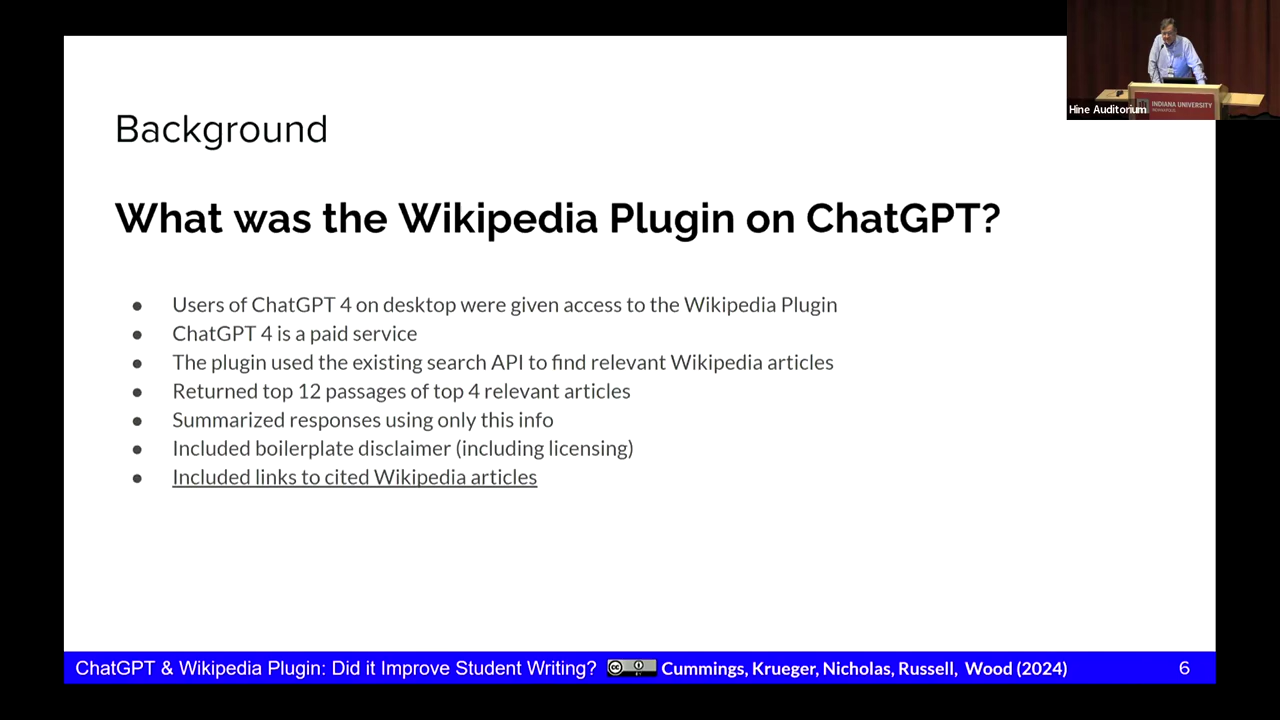 Background
What was the Wikipedia Plugin on ChatGPT?
● Users of ChatGPT 4 on desktop were given access to the Wikipedia Plugin
● ChatGPT 4 is a paid service
● The plugin used the existing search API to find relevant Wikipedia articles
● Returned top 12 passages of top 4 relevant articles
● Summarized responses using only this info
● Included boilerplate disclaimer (including licensing)
● Included links to cited Wikipedia articles
ChatGPT & Wikipedia Plugin: Did it Improve Student Writing? Cummings, Krueger, Nicholas, Russell, Wood (2024) 6
Hine Auditorium
INDIANA UNIVERSITY